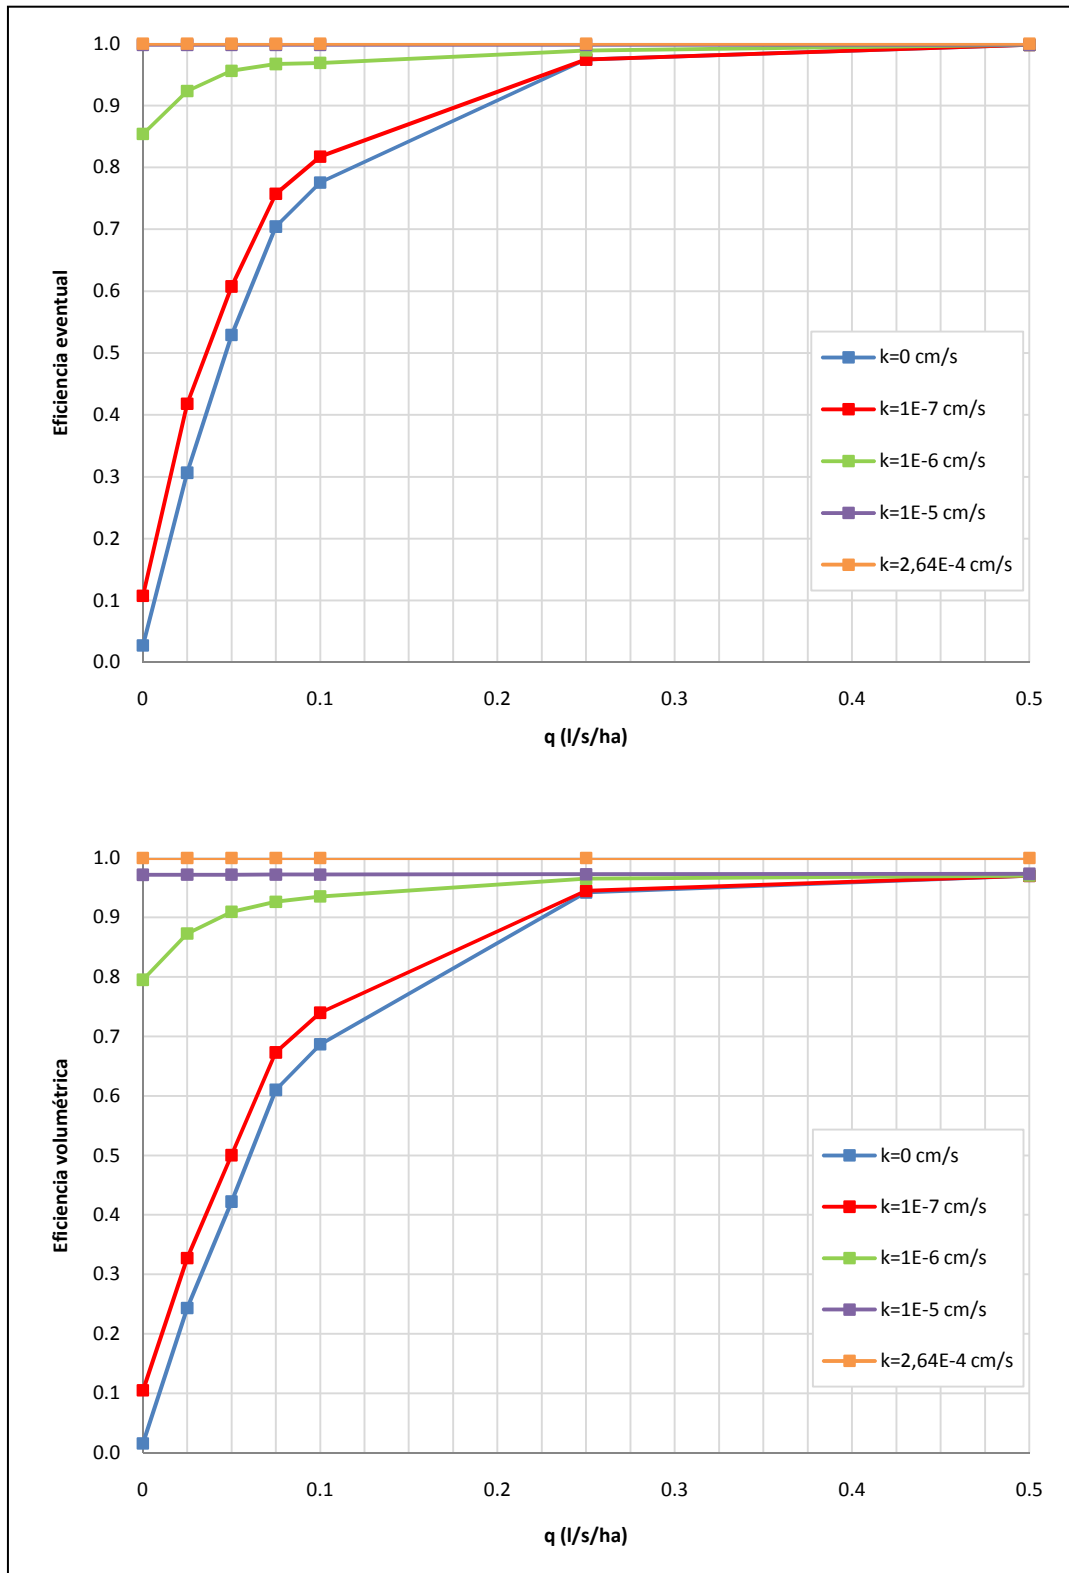 1.0
0.9
0.8
0.7
0.6
0.5
0.4
0.3
0.2
0.1
0.0
Eficiencia eventual
k=0 cm/s
k=1E-7 cm/s
k=1E-6 cm/s
k=1E-5 cm/s
k=2,64E-4 cm/s
0 0.1 0.2 0.3 0.4 0.5
q (l/s/ha)
1.0
0.9
0.8
0.7
0.6
0.5
0.4
0.3
0.2
0.1
0.0
Eficiencia volumétrica
k=0 cm/s
k=1E-7 cm/s
k=1E-6 cm/s
k=1E-5 cm/s
k=2,64E-4 cm/s
0 0.1 0.2 0.3 0.4 0.5
q (l/s/ha)